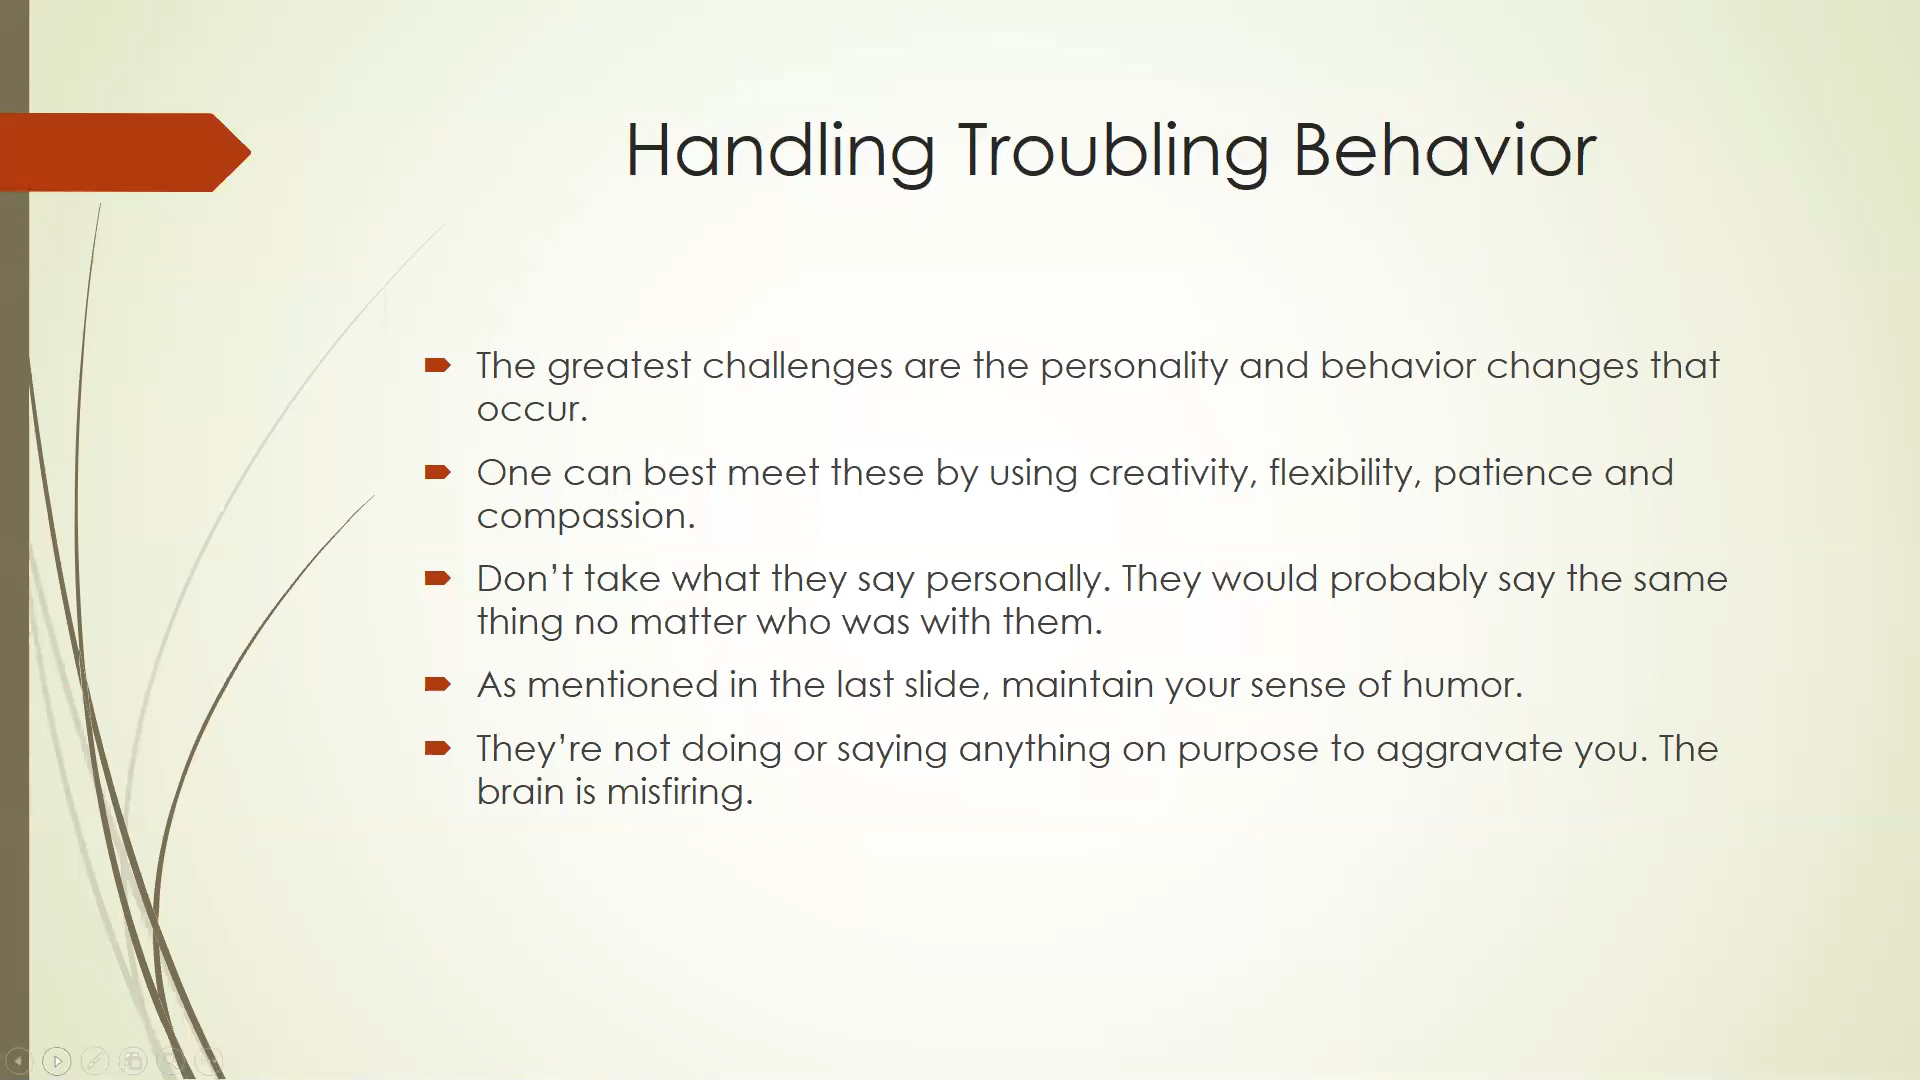 Handling Troubling Behavior
The greatest challenges are the personality and behavior changes that
occur.
One can best meet these by using creativity, flexibility, patience and
compassion.
Don’t take what they say personally. They would probably say the same
thing no matter who was with them.
As mentioned in the last slide, maintain your sense of humor.
They’re not doing or saying anything on purpose to aggravate you. The
brain is misfiring.